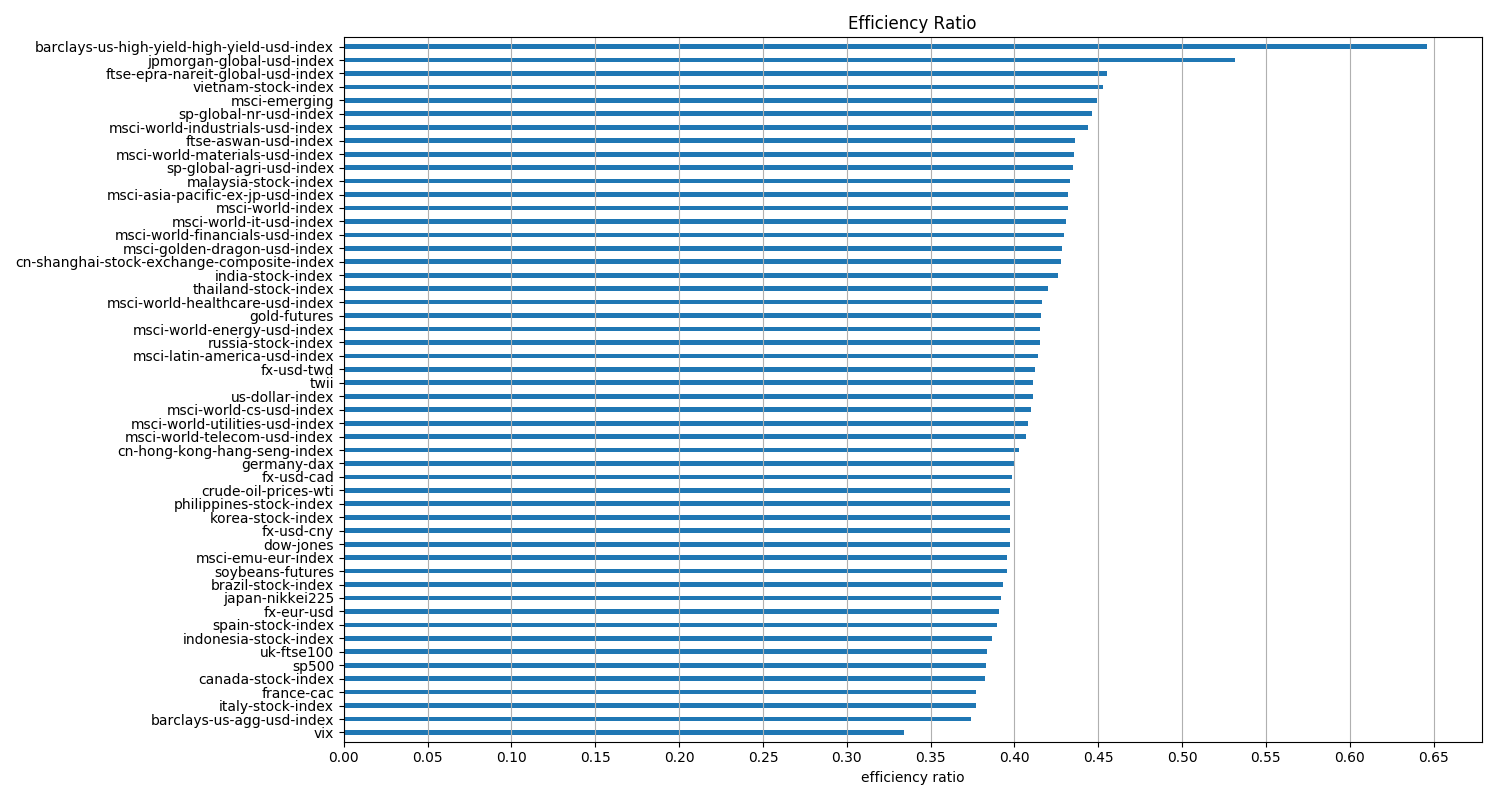 Efficiency Ratio
barclays-us-high-yield-high-yield-usd-index
jpmorgan-global-usd-index
ftse-epra-nareit-global-usd-index
vietnam-stock-index
msci-emerging
sp-global-nr-usd-index
msci-world-industrials-usd-index
ftse-aswan-usd-index
msci-world-materials-usd-index
sp-global-agri-usd-index
malaysia-stock-index
msci-asia-pacific-ex-jp-usd-index
msci-world-index
msci-world-it-usd-index
msci-world-financials-usd-index
msci-golden-dragon-usd-index
cn-shanghai-stock-exchange-composite-index
india-stock-index
thailand-stock-index
msci-world-healthcare-usd-index
gold-futures
msci-world-energy-usd-index
russia-stock-index
msci-latin-america-usd-index
fx-usd-twd
twii
us-dollar-index
msci-world-cs-usd-index
msci-world-utilities-usd-index
msci-world-telecom-usd-index
cn-hong-kong-hang-seng-index
germany-dax
fx-usd-cad
crude-oil-prices-wti
philippines-stock-index
korea-stock-index
fx-usd-cny
dow-jones
msci-emu-eur-index
soybeans-futures
brazil-stock-index
japan-nikkei225
fx-eur-usd
spain-stock-index
indonesia-stock-index
uk-ftse100
sp500
canada-stock-index
france-cac
italy-stock-index
barclays-us-agg-usd-index
vix
0.00 0.05 0.10 0.15 0.20 0.25 0.30 0.35 0.40 0.45 0.50 0.55 0.60 0.65
efficiency ratio